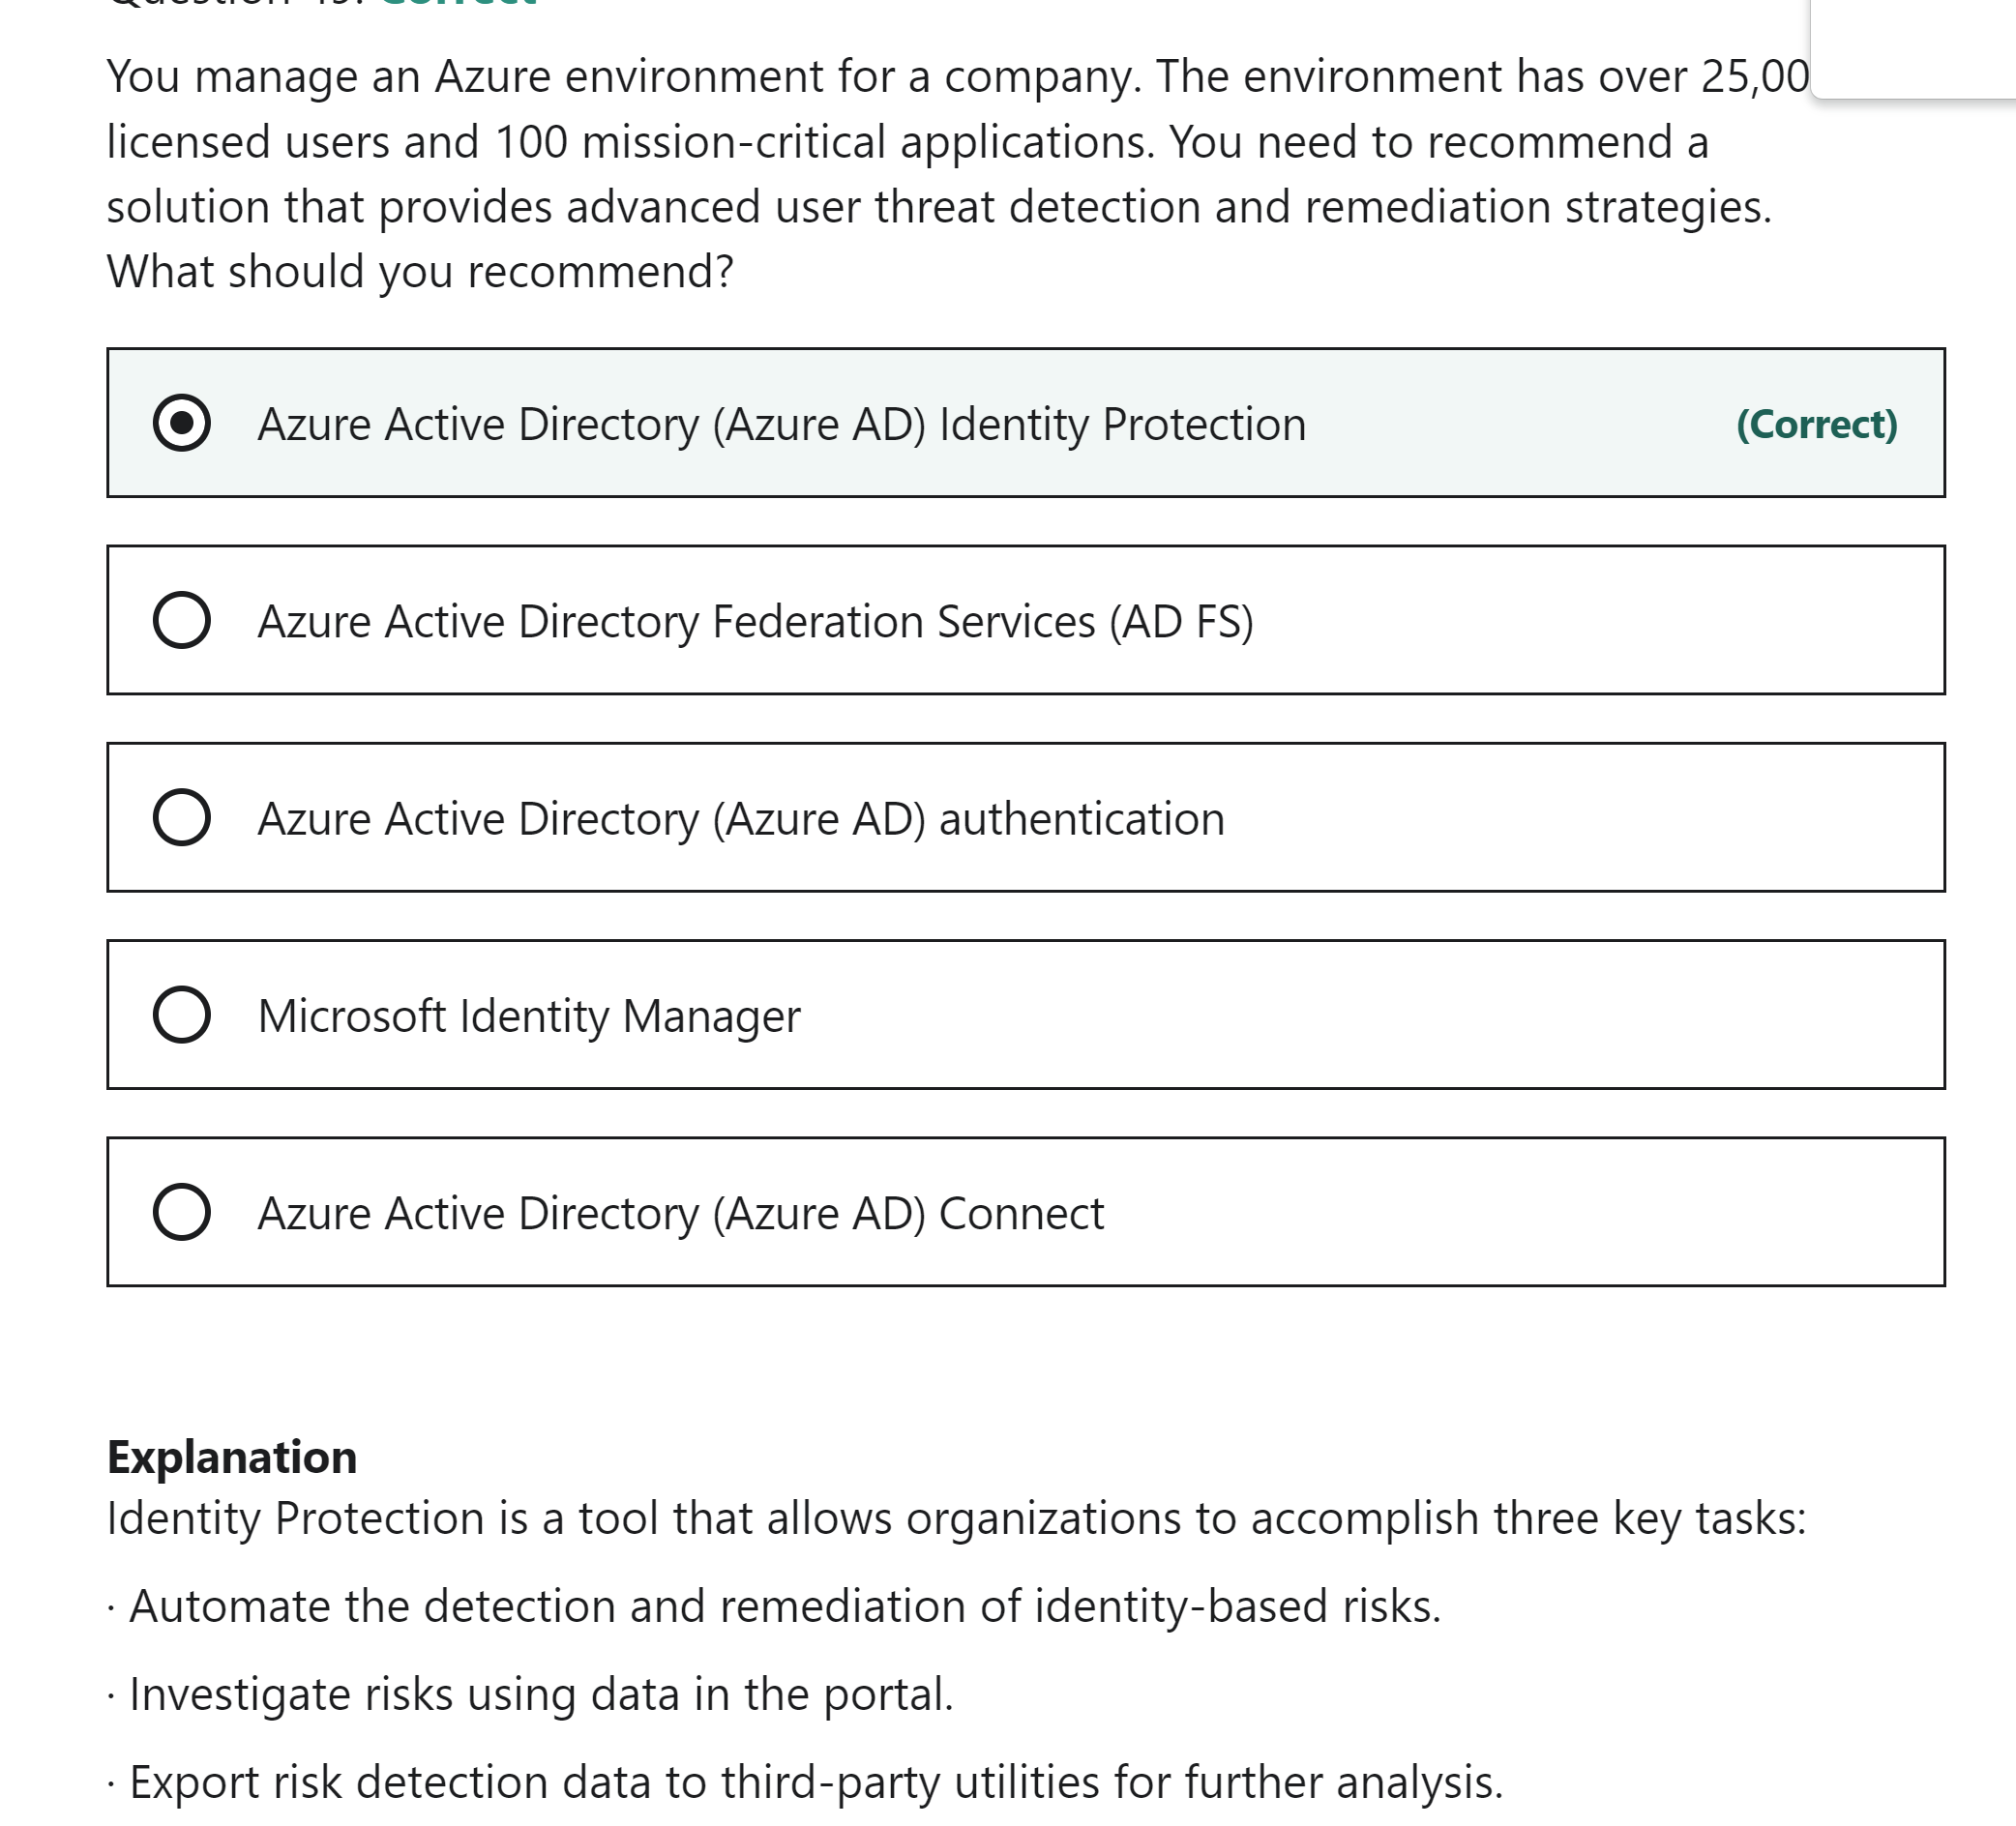 You manage an Azure environment for a company. The environment has over 25,00
licensed users and 100 mission-critical applications. You need to recommend a
solution that provides advanced user threat detection and remediation strategies.
What should you recommend?
Azure Active Directory (Azure AD) Identity Protection (Correct)
Azure Active Directory Federation Services (AD FS)
Azure Active Directory (Azure AD) authentication
Microsoft Identity Manager
Azure Active Directory (Azure AD) Connect
Explanation
Identity Protection is a tool that allows organizations to accomplish three key tasks:
· Automate the detection and remediation of identity-based risks.
· Investigate risks using data in the portal.
· Export risk detection data to third-party utilities for further analysis.